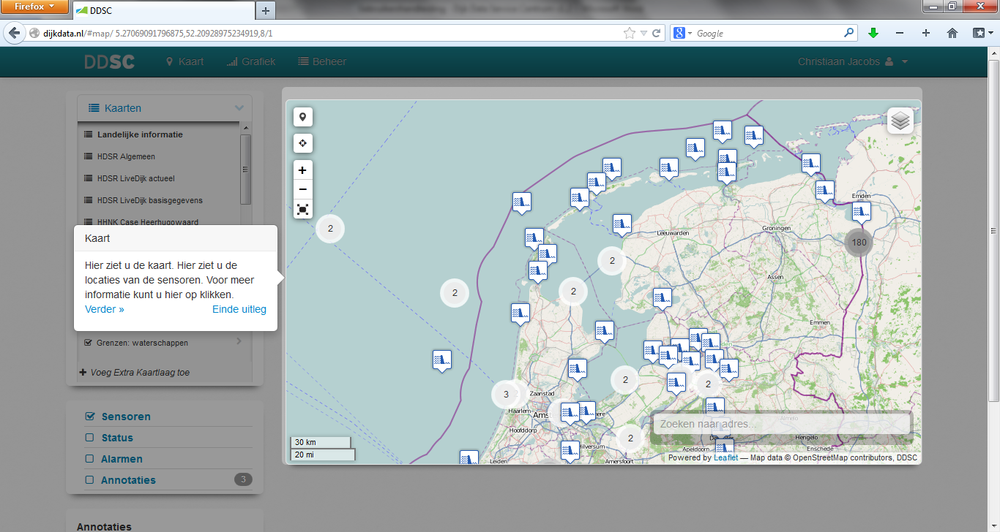 Firefox
DDSC
dijkdata.nl/#map/ 5.27069091796875,52.20928975234919,8/1
Google
DDSC
Kaart
Grafiek
Beheer
Christiaan Jacobs
Kaarten
Landelijke informatie
HDSR Algemeen
HDSR LiveDijk actueel
HDSR LiveDijk basisgegevens
HHNK Case Heerhugowaard
Kaart
Hier ziet u de kaart. Hier ziet u de
locaties van de sensoren. Voor meer
informatie kunt u hier op klikken.
Verder »
Einde uitleg
Grenzen: waterschappen
Voeg Extra Kaartlaag toe
Sensoren
Status
Alarmen
Annotaties
3
Annotaties
+
−
2
2
2
2
180
2
3
2
2
Emden
Groningen
Leeuwarden
Assen
Emmen
Zaanstad
Haarlem
Ams
Hoofddorp
Hilversum
Leiden
Amersfoort
Apeldoorn
Almelo
Hengelo
Enschede
30 km
20 mi
Zoeken naar adres...
Powered by Leaflet — Map data © OpenStreetMap contributors, DDSC